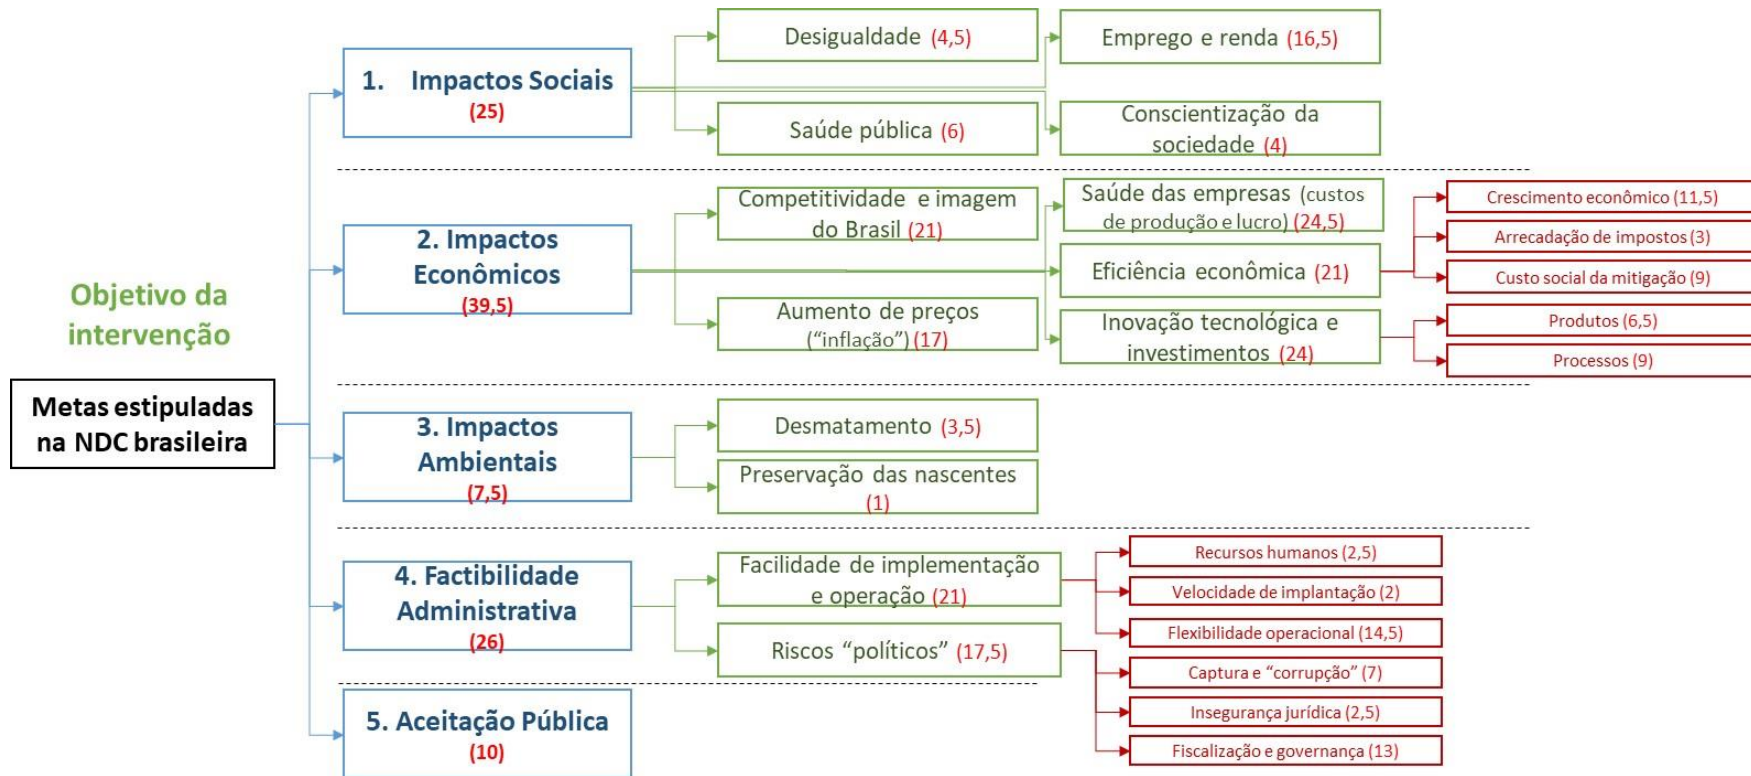 Objetivo da
intervenção
Metas estipuladas
na NDC brasileira
1. Impactos Sociais
(25)
Desigualdade (4,5)
Emprego e renda (16,5)
Saúde pública (6)
Conscientização da
sociedade (4)
2. Impactos
Econômicos
(39,5)
Competitividade e imagem
do Brasil (21)
Saúde das empresas (custos
de produção e lucro) (24,5)
Eficiência econômica (21)
Aumento de preços
(“inflação”) (17)
Inovação tecnológica e
investimentos (24)
Crescimento econômico (11,5)
Arrecadação de impostos (3)
Custo social da mitigação (9)
Produtos (6,5)
Processos (9)
3. Impactos
Ambientais
(7,5)
Desmatamento (3,5)
Preservação das nascentes
(1)
4. Factibilidade
Administrativa
(26)
Facilidade de implementação
e operação (21)
Riscos “políticos” (17,5)
Recursos humanos (2,5)
Velocidade de implantação (2)
Flexibilidade operacional (14,5)
Captura e “corrupção” (7)
Insegurança jurídica (2,5)
Fiscalização e governança (13)
5. Aceitação Pública
(10)